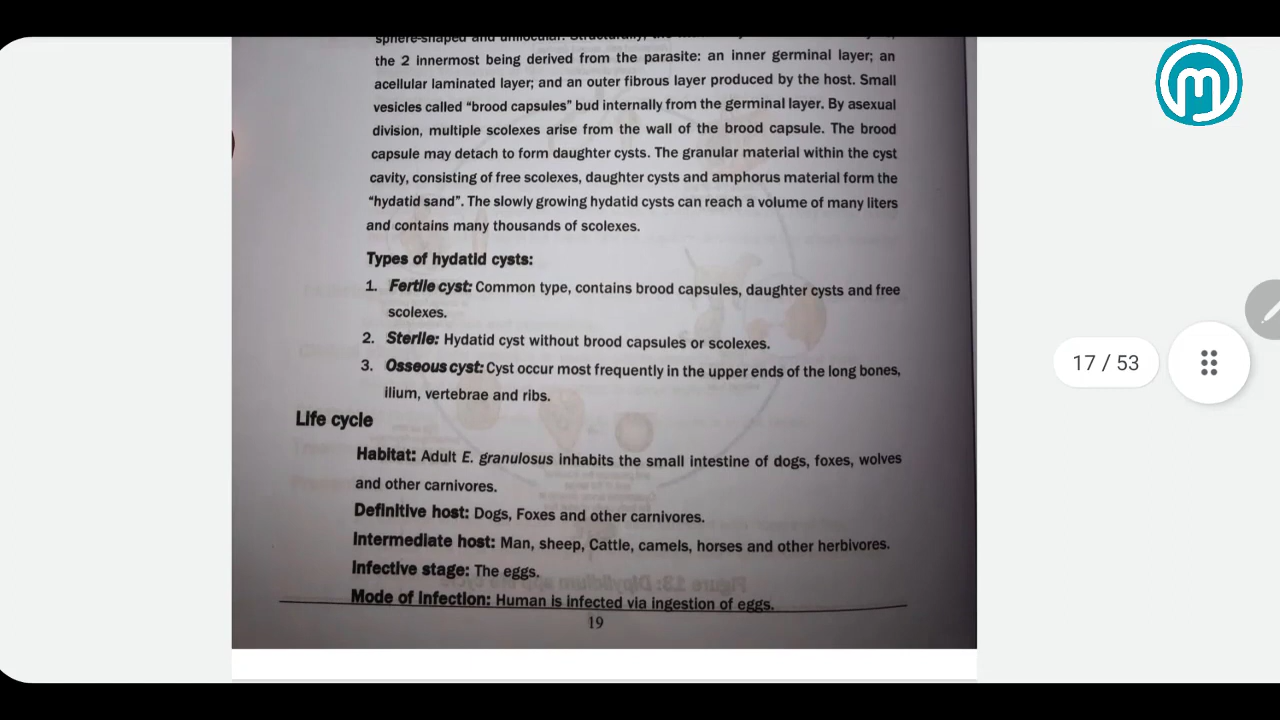 sphere-shaped and unilocular. Structurally, the
the 2 innermost being derived from the parasite: an inner germinal layer; an
acellular laminated layer; and an outer fibrous layer produced by the host. Small
vesicles called “brood capsules” bud internally from the germinal layer. By asexual
division, multiple scolexes arise from the wall of the brood capsule. The brood
capsule may detach to form daughter cysts. The granular material within the cyst
cavity, consisting of free scolexes, daughter cysts and amphorus material form the
“hydatid sand”. The slowly growing hydatid cysts can reach a volume of many liters
and contains many thousands of scolexes.
Types of hydatid cysts:
1. Fertile cyst: Common type, contains brood capsules, daughter cysts and free
scolexes.
2. Sterile: Hydatid cyst without brood capsules or scolexes.
3. Osseous cyst: Cyst occur most frequently in the upper ends of the long bones,
ilium, vertebrae and ribs.
Life cycle
Habitat: Adult E. granulosus inhabits the small intestine of dogs, foxes, wolves
and other carnivores.
Definitive host: Dogs, Foxes and other carnivores.
Intermediate host: Man, sheep, Cattle, camels, horses and other herbivores.
Infective stage: The eggs.
Mode of Infection: Human is infected via ingestion of eggs.
19
17 / 53